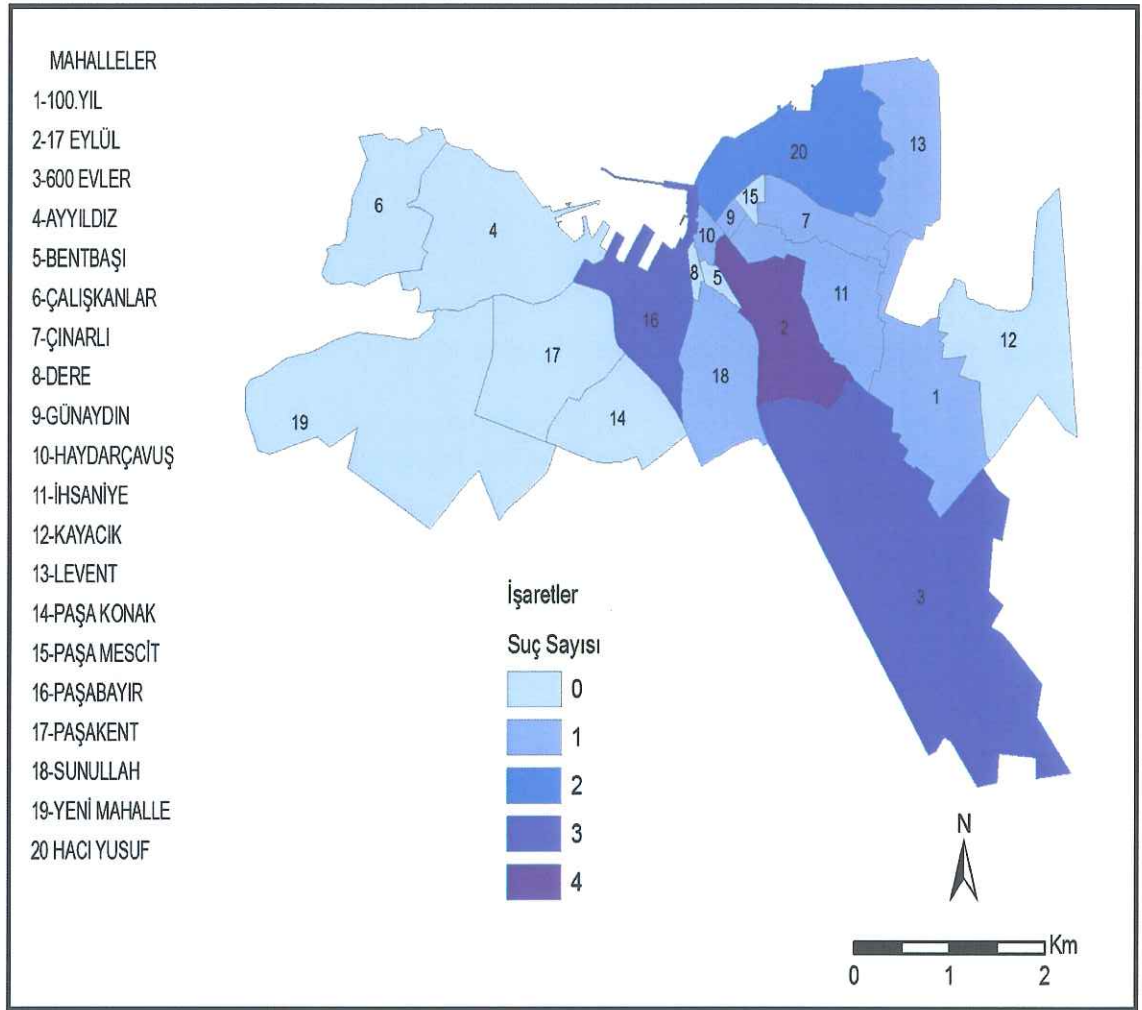 MAHALLELER
1-100.YIL
2-17 EYLÜL
3-600 EVLER
4-AYYILDIZ
5-BENTBAŞI
6-ÇALIŞKANLAR
7-ÇINARLI
8-DERE
9-GÜNAYDIN
10-HAYDARÇAVUŞ
11-İHSANİYE
12-KAYACIK
13-LEVENT
14-PAŞA KONAK
15-PAŞA MESCİT
16-PAŞABAYIR
17-PAŞAKENT
18-SUNULLAH
19-YENİ MAHALLE
20 HACI YUSUF
13
20
6
15
4
9
7
10
8
5
11
16
2
12
17
18
1
14
19
3
İşaretler
Suç Sayısı
0
1
2
3
4
N
Km
0 1 2